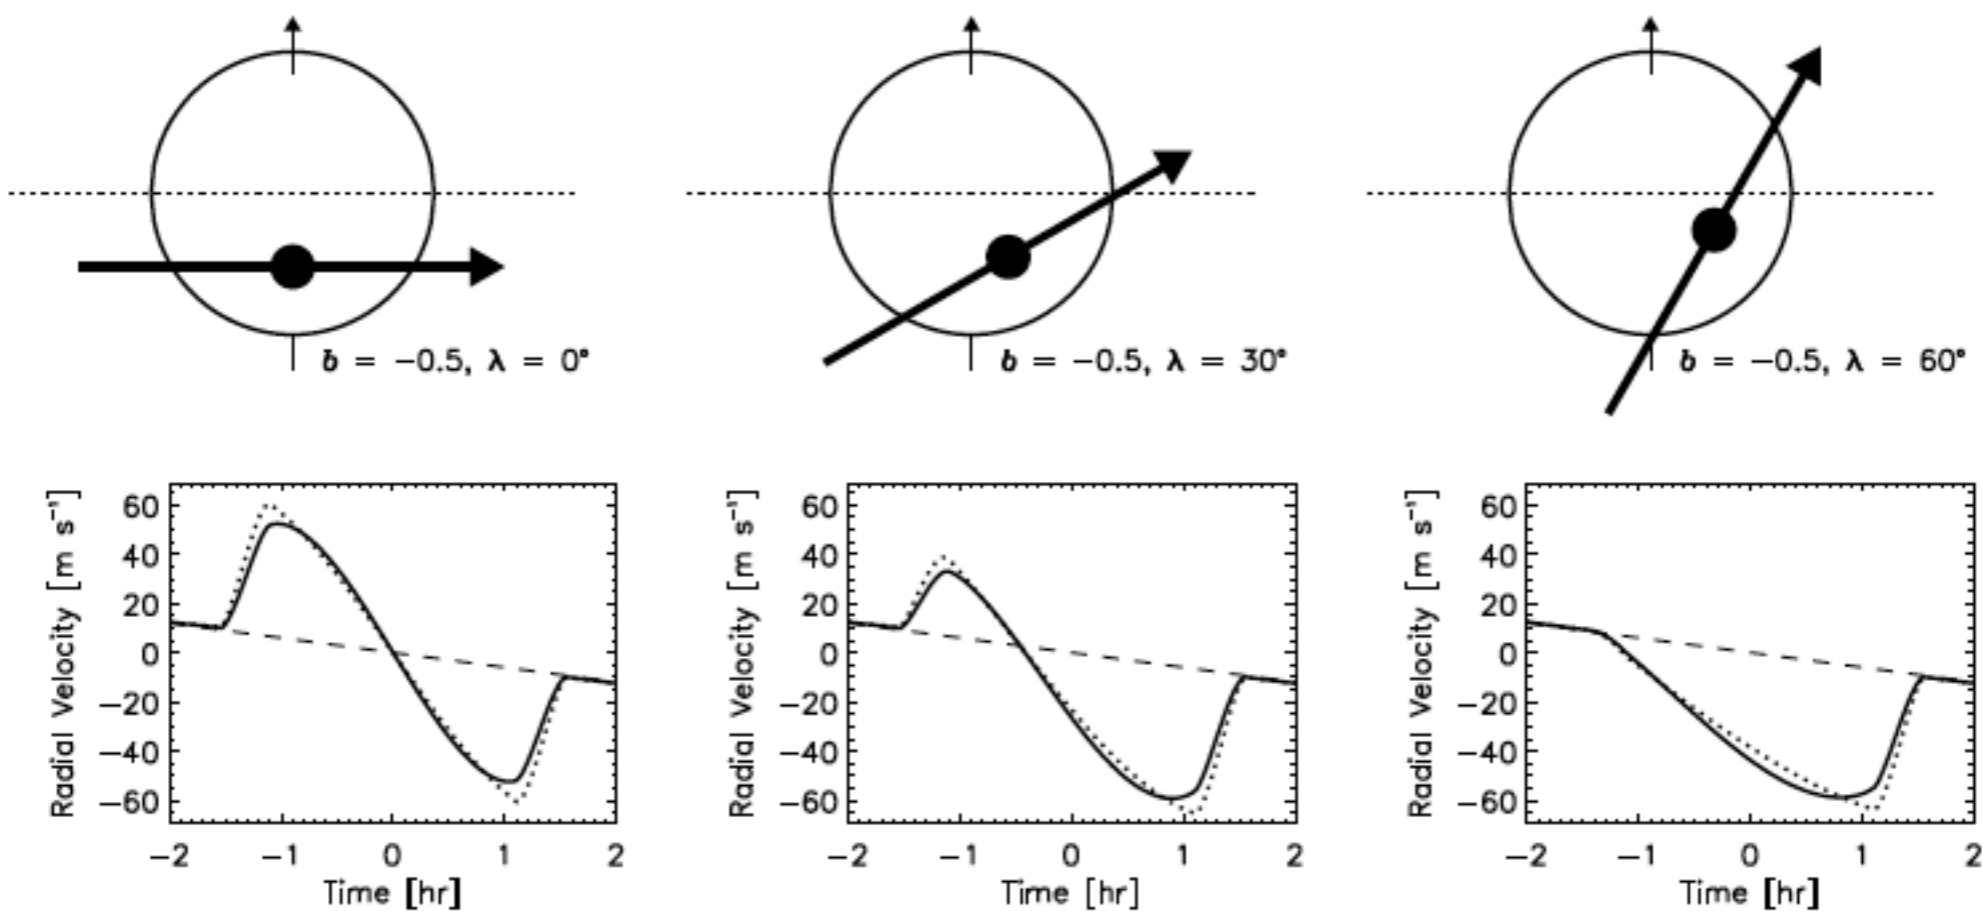 b = −0.5, λ = 0°
b = −0.5, λ = 30°
b = −0.5, λ = 60°
Radial Velocity [m s⁻¹]
60
40
20
0
−20
−40
−60
−2 −1 0 1 2
Time [hr]
Radial Velocity [m s⁻¹]
60
40
20
0
−20
−40
−60
−2 −1 0 1 2
Time [hr]
Radial Velocity [m s⁻¹]
60
40
20
0
−20
−40
−60
−2 −1 0 1 2
Time [hr]